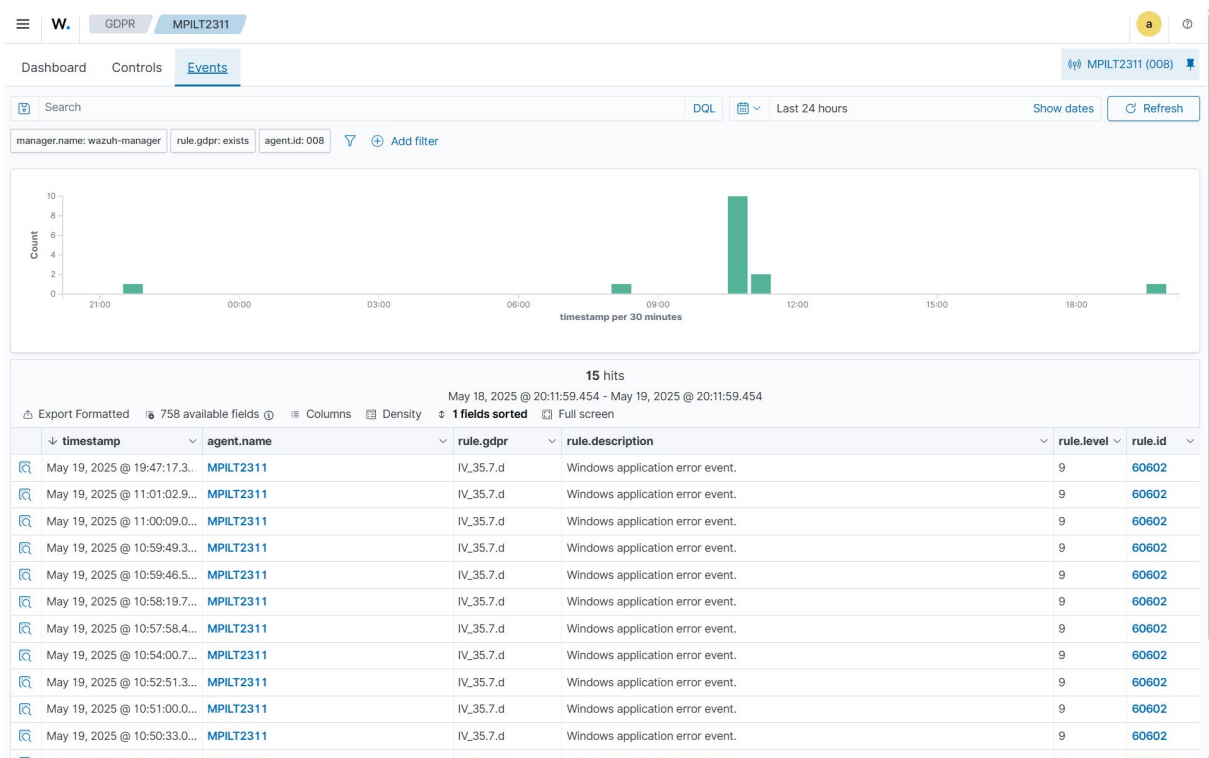 W. GDPR MPILT2311 a
Dashboard Controls Events MPILT2311 (008)
Search DQL Last 24 hours Show dates Refresh
manager.name: wazuh-manager rule.gdpr: exists agent.id: 008 Add filter
10
8
6
4
2
0
Count
21:00 00:00 03:00 06:00 09:00 12:00 15:00 18:00
timestamp per 30 minutes
15 hits
May 18, 2025 @ 20:11:59.454 - May 19, 2025 @ 20:11:59.454
Export Formatted 758 available fields Columns Density 1 fields sorted Full screen
timestamp agent.name rule.gdpr rule.description rule.level rule.id
May 19, 2025 @ 19:47:17.3... MPILT2311 IV_35.7.d Windows application error event. 9 60602
May 19, 2025 @ 11:01:02.9... MPILT2311 IV_35.7.d Windows application error event. 9 60602
May 19, 2025 @ 11:00:09.0... MPILT2311 IV_35.7.d Windows application error event. 9 60602
May 19, 2025 @ 10:59:49.3... MPILT2311 IV_35.7.d Windows application error event. 9 60602
May 19, 2025 @ 10:59:46.5... MPILT2311 IV_35.7.d Windows application error event. 9 60602
May 19, 2025 @ 10:58:19.7... MPILT2311 IV_35.7.d Windows application error event. 9 60602
May 19, 2025 @ 10:57:58.4... MPILT2311 IV_35.7.d Windows application error event. 9 60602
May 19, 2025 @ 10:54:00.7... MPILT2311 IV_35.7.d Windows application error event. 9 60602
May 19, 2025 @ 10:52:51.3... MPILT2311 IV_35.7.d Windows application error event. 9 60602
May 19, 2025 @ 10:51:00.0... MPILT2311 IV_35.7.d Windows application error event. 9 60602
May 19, 2025 @ 10:50:33.0... MPILT2311 IV_35.7.d Windows application error event. 9 60602